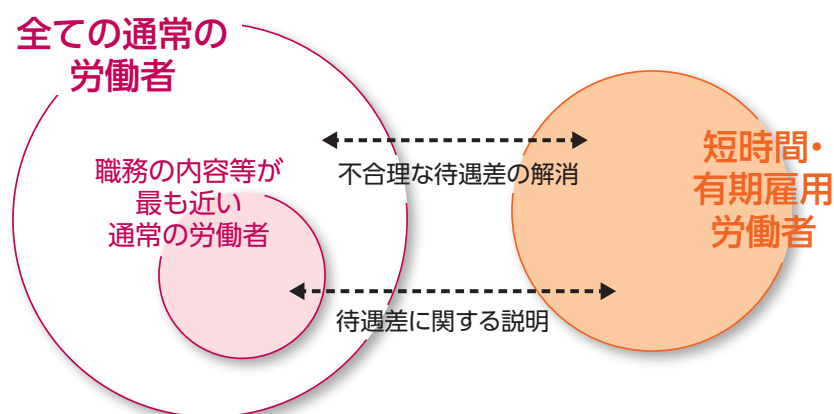 全ての通常の
労働者
職務の内容等が
最も近い
通常の労働者
不合理な待遇差の解消
待遇差に関する説明
短時間・
有期雇用
労働者